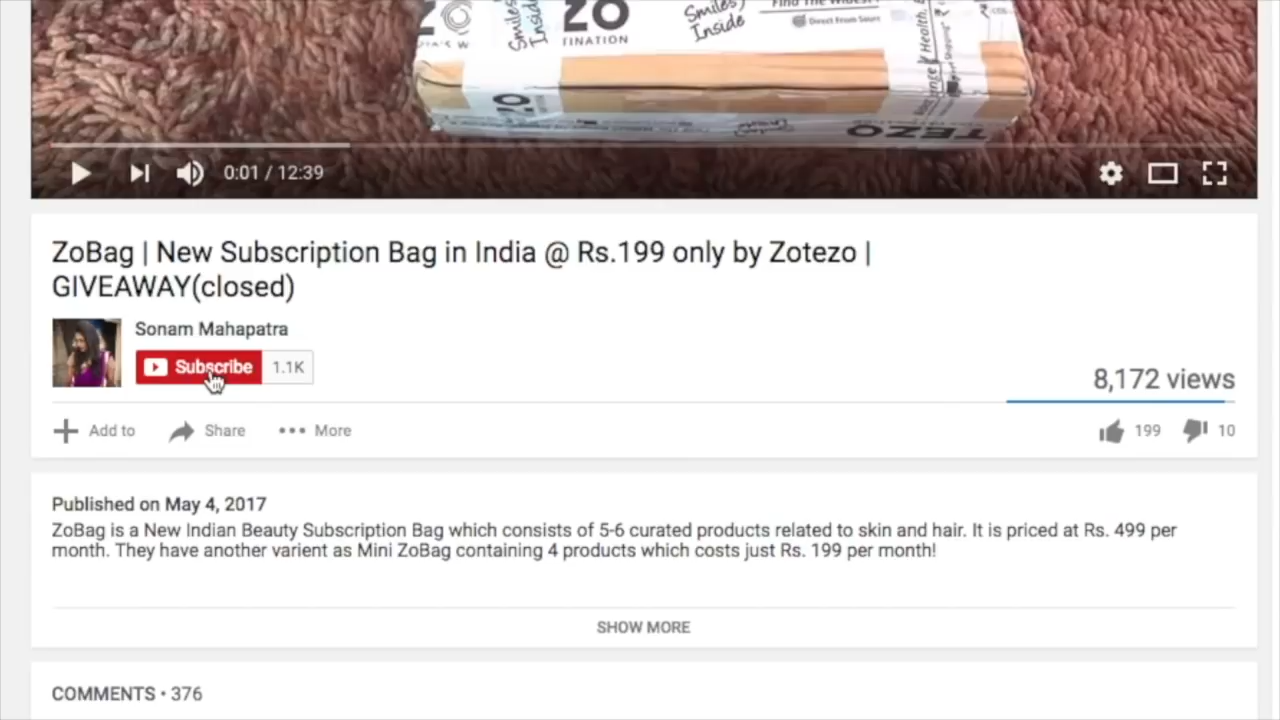 ZO
Smiles
Inside
Smiles
Inside
TINATION
Direct From
ZO
TEZO
0:01 / 12:39
ZoBag | New Subscription Bag in India @ Rs.199 only by Zotezo |
GIVEAWAY(closed)
Sonam Mahapatra
Subscribe 1.1K
8,172 views
Add to Share More
199 10
Published on May 4, 2017
ZoBag is a New Indian Beauty Subscription Bag which consists of 5-6 curated products related to skin and hair. It is priced at Rs. 499 per
month. They have another varient as Mini ZoBag containing 4 products which costs just Rs. 199 per month!
SHOW MORE
COMMENTS • 376